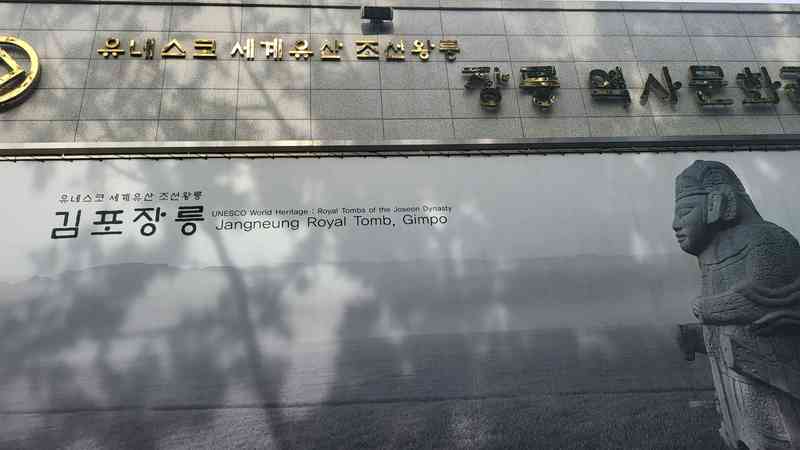 유네스코 세계유산 조선왕릉
장릉 역사문화관
유네스코 세계유산 조선왕릉
김포장릉
UNESCO World Heritage : Royal Tombs of the Joseon Dynasty
Jangneung Royal Tomb, Gimpo